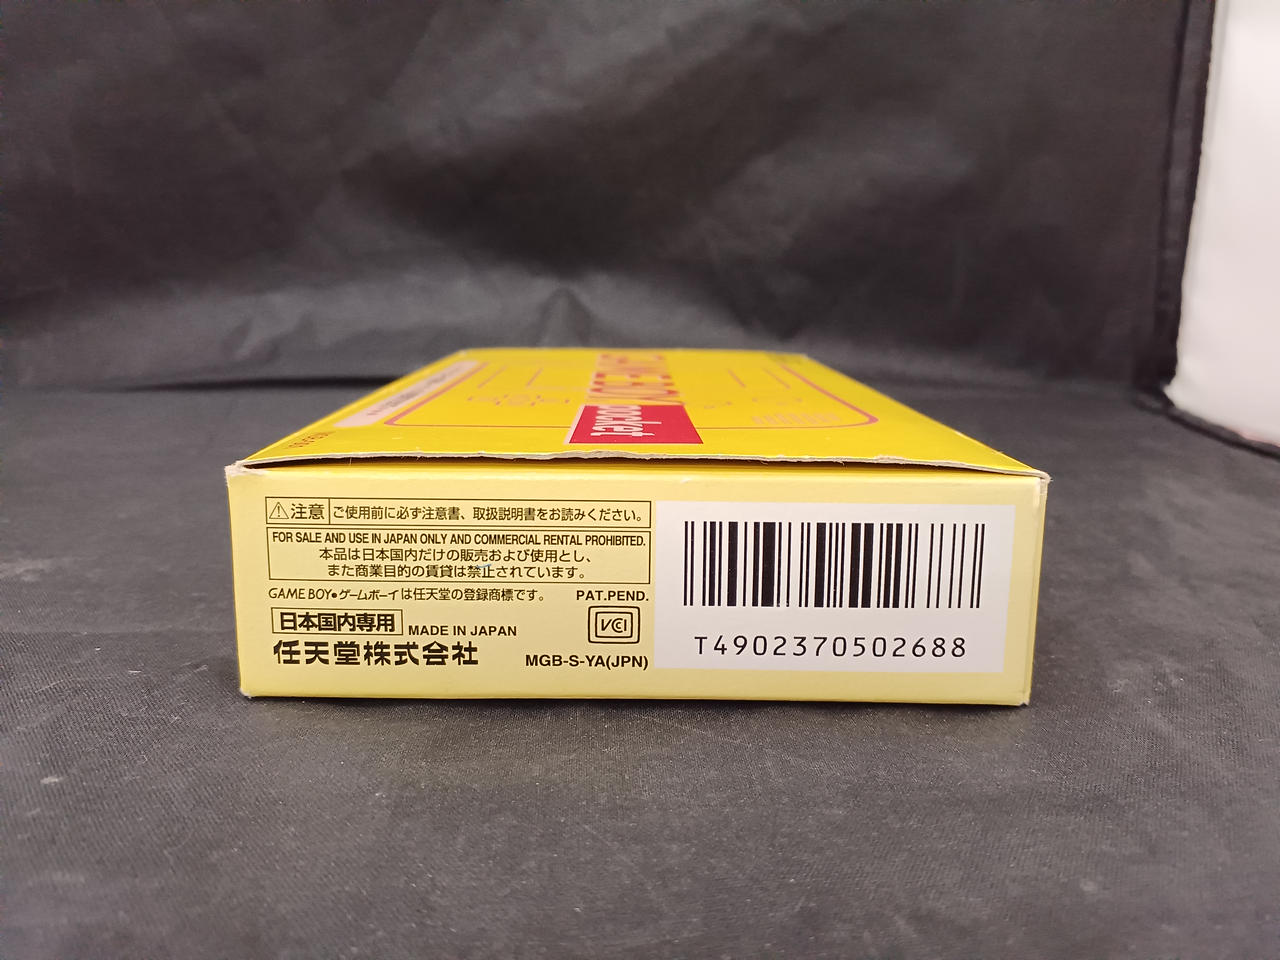 GAME BOY
pocket
⚠注意 ご使用前に必ず注意書、取扱説明書をお読みください。
FOR SALE AND USE IN JAPAN ONLY AND COMMERCIAL RENTAL PROHIBITED.
本品は日本国内だけの販売および使用とし、
また商業目的の賃貸は禁止されています。
GAME BOY●ゲームボーイは任天堂の登録商標です。 PAT.PEND.
日本国内専用 MADE IN JAPAN
VCI
任天堂株式会社 MGB-S-YA(JPN)
T4902370502688